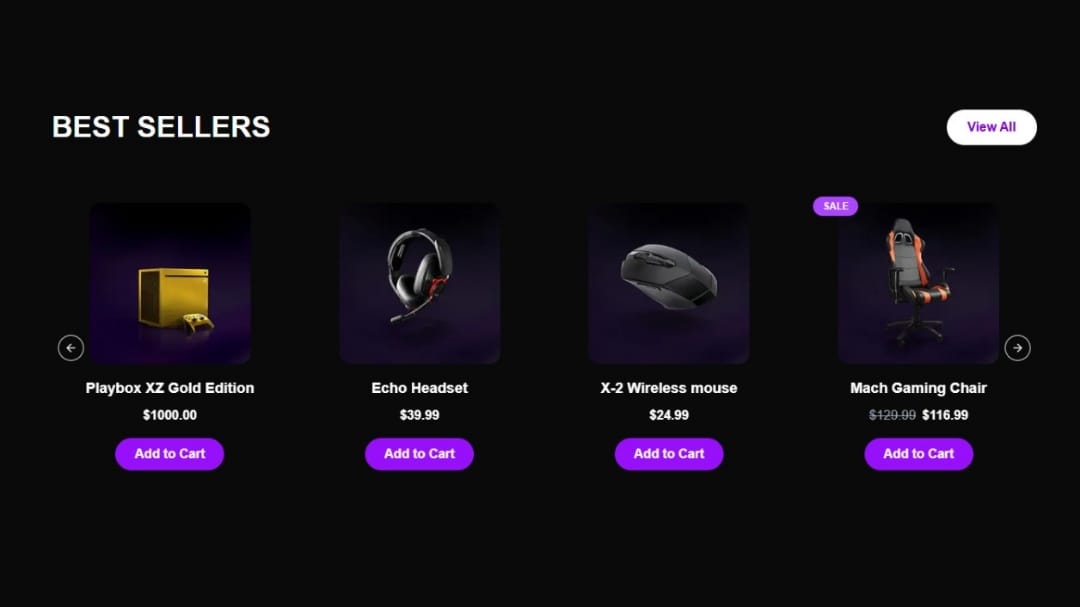 BEST SELLERS
View All
SALE
Playbox XZ Gold Edition
$1000.00
Add to Cart
Echo Headset
$39.99
Add to Cart
X-2 Wireless mouse
$24.99
Add to Cart
Mach Gaming Chair
$129.99 $116.99
Add to Cart